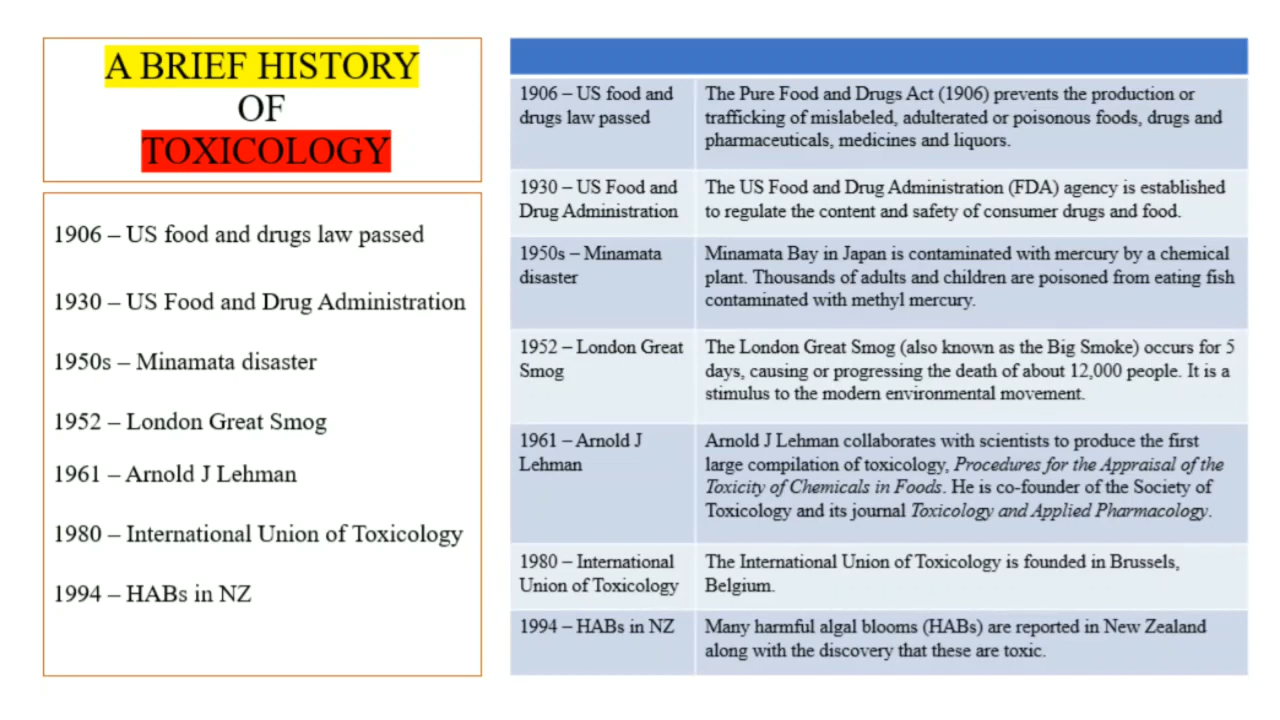 A BRIEF HISTORY
OF
TOXICOLOGY
1906 – US food and drugs law passed
1930 – US Food and Drug Administration
1950s – Minamata disaster
1952 – London Great Smog
1961 – Arnold J Lehman
1980 – International Union of Toxicology
1994 – HABs in NZ
1906 – US food and
drugs law passed
The Pure Food and Drugs Act (1906) prevents the production or
trafficking of mislabeled, adulterated or poisonous foods, drugs and
pharmaceuticals, medicines and liquors.
1930 – US Food and
Drug Administration
The US Food and Drug Administration (FDA) agency is established
to regulate the content and safety of consumer drugs and food.
1950s – Minamata
disaster
Minamata Bay in Japan is contaminated with mercury by a chemical
plant. Thousands of adults and children are poisoned from eating fish
contaminated with methyl mercury.
1952 – London Great
Smog
The London Great Smog (also known as the Big Smoke) occurs for 5
days, causing or progressing the death of about 12,000 people. It is a
stimulus to the modern environmental movement.
1961 – Arnold J
Lehman
Arnold J Lehman collaborates with scientists to produce the first
large compilation of toxicology, Procedures for the Appraisal of the
Toxicity of Chemicals in Foods. He is co-founder of the Society of
Toxicology and its journal Toxicology and Applied Pharmacology.
1980 – International
Union of Toxicology
The International Union of Toxicology is founded in Brussels,
Belgium.
1994 – HABs in NZ
Many harmful algal blooms (HABs) are reported in New Zealand
along with the discovery that these are toxic.